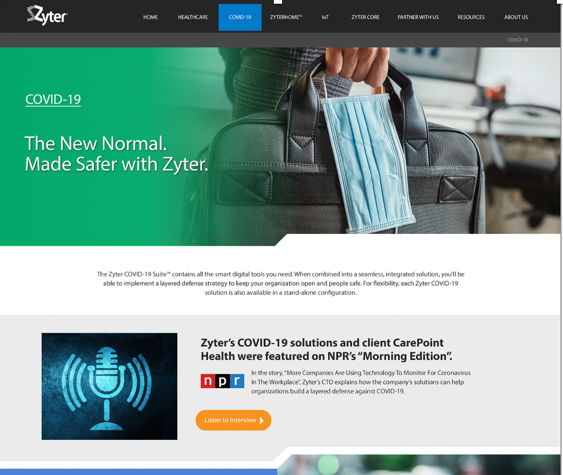 Zyter
HOME HEALTHCARE COVID-19 ZYTERHOME™ IoT ZYTER CORE PARTNER WITH US RESOURCES ABOUT US
COVID-19
COVID-19
The New Normal.
Made Safer with Zyter.
The Zyter COVID-19 Suite™ contains all the smart digital tools you need. When combined into a seamless, integrated solution, you'll be
able to implement a layered defense strategy to keep your organization open and people safe. For flexibility, each Zyter COVID-19
solution is also available in a stand-alone configuration.
Zyter's COVID-19 solutions and client CarePoint
Health were featured on NPR's “Morning Edition”.
n p r
In the story, “More Companies Are Using Technology To Monitor For Coronavirus
In The Workplace”, Zyter's CTO explains how the company's solutions can help
organizations build a layered defense against COVID-19.
Listen to Interview